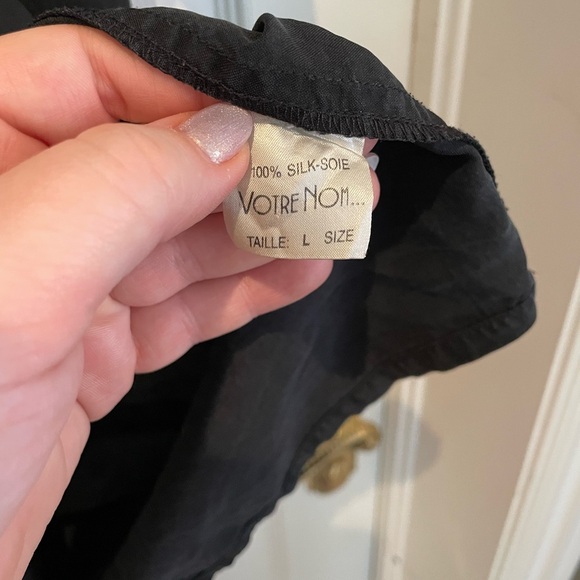 100% SILK-SOIE
VOTRE NOM...
TAILLE: L SIZE